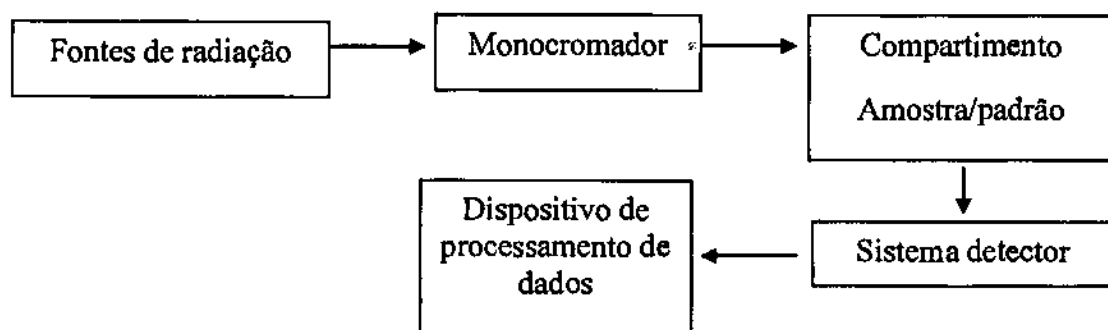 Fontes de radiação
Monocromador
Compartimento
Amostra/padrão
Sistema detector
Dispositivo de
processamento de
dados